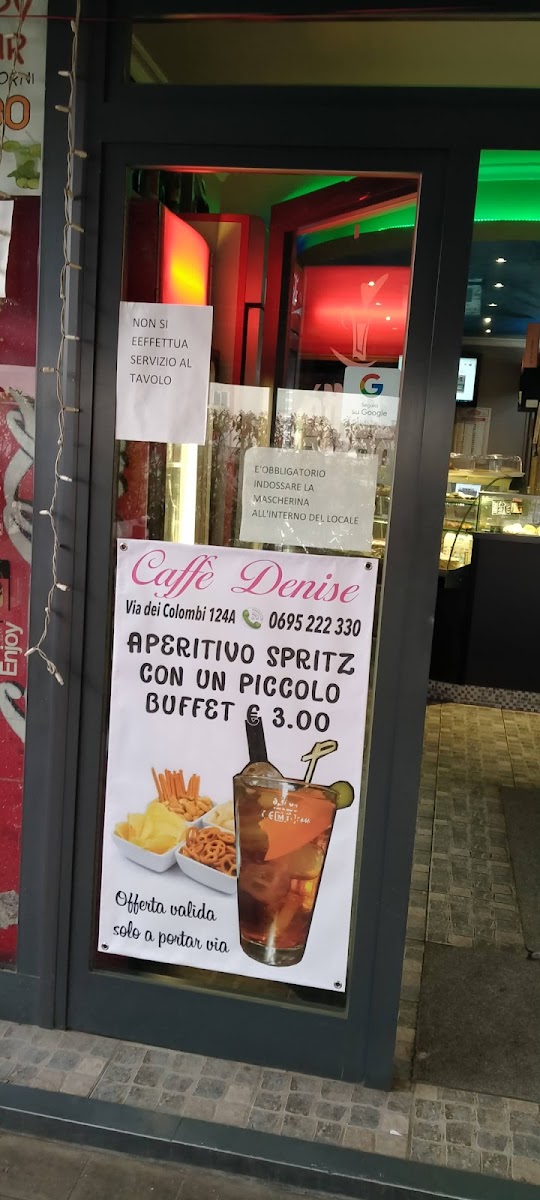 NON SI
EEFFETTUA
SERVIZIO AL
TAVOLO
Seguici
su Google
E'OBBLIGATORIO
INDOSSARE LA
MASCHERINA
ALL'INTERNO DEL LOCALE
Caffè Denise
Via dei Colombi 124A 0695 222 330
APERITIVO SPRITZ
CON UN PICCOLO
BUFFET € 3.00
Offerta valida
solo a portar via
Enjoy